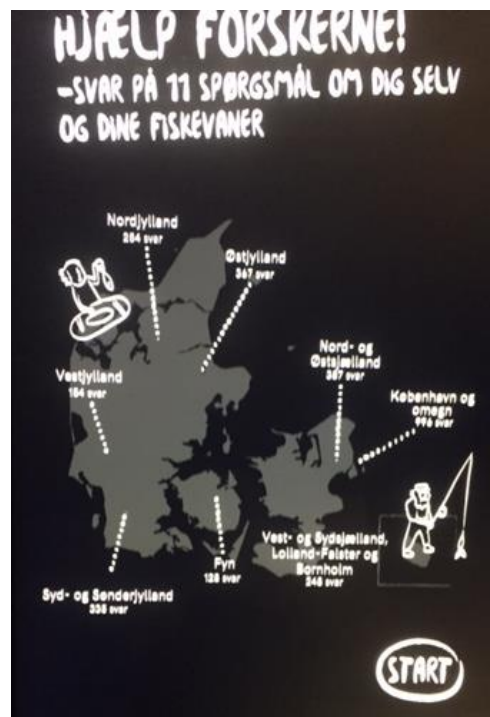 HJÆLP FORSKERNE!
-SVAR PÅ 11 SPØRGSMÅL OM DIG SELV
OG DINE FISKEVANER
Nordjylland
284 svar
Østjylland
367 svar
Nord- og
Østsjælland
387 svar
Vestjylland
184 svar
København og
omegn
996 svar
Vest- og Sydsjælland,
Lolland-Falster og
Bornholm
248 svar
Fyn
128 svar
Syd- og Sønderjylland
335 svar
START